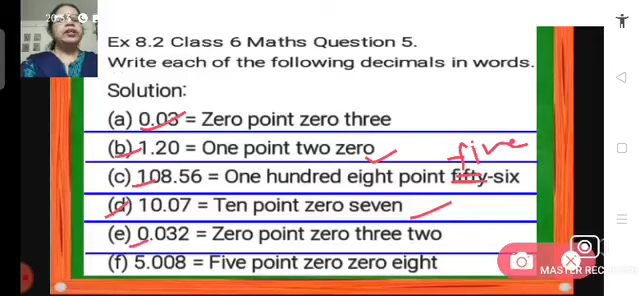 20:55
Ex 8.2 Class 6 Maths Question 5.
Write each of the following decimals in words.
Solution:
(a) 0.03 = Zero point zero three
(b) 1.20 = One point two zero
five
(c) 108.56 = One hundred eight point fifty-six
(d) 10.07 = Ten point zero seven
(e) 0.032 = Zero point zero three two
(f) 5.008 = Five point zero zero eight
MASTER RECORDE